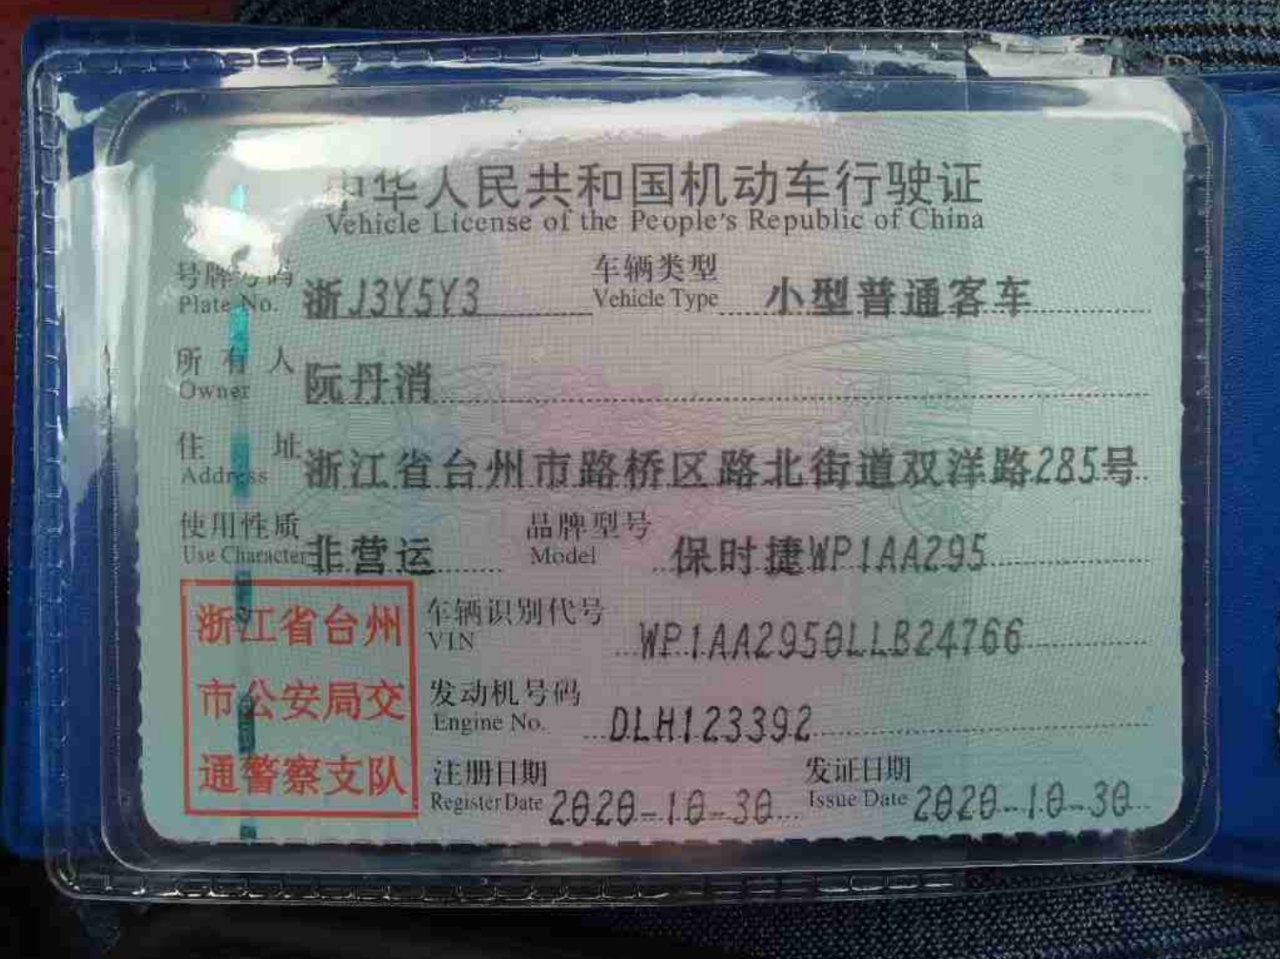 中华人民共和国机动车行驶证
Vehicle License of the People's Republic of China
号牌号码 浙J3Y5Y3 车辆类型 小型普通客车
Plate No. Vehicle Type
所有人 阮丹消
Owner
住址 浙江省台州市路桥区路北街道双洋路285号
Address
使用性质 非营运 品牌型号 保时捷WP1AA295
Use Character Model
浙江省台州
市公安局交
通警察支队
车辆识别代号 WP1AA2950LLB24766
VIN
发动机号码 DLH123392
Engine No.
注册日期 2020-10-30 发证日期 2020-10-30
Register Date Issue Date